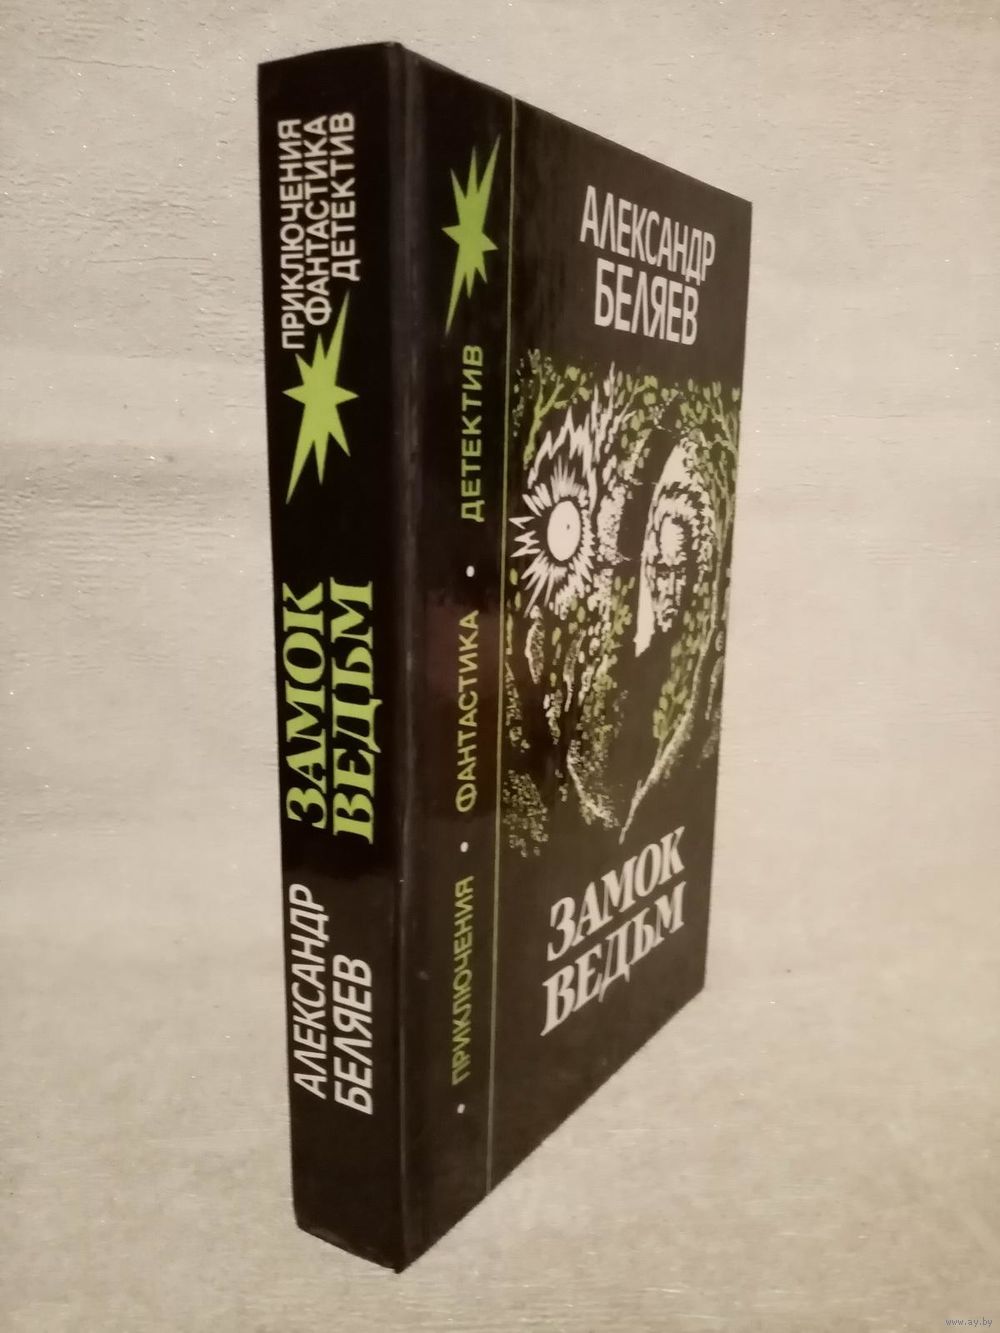 ПРИКЛЮЧЕНИЯ
ФАНТАСТИКА
ДЕТЕКТИВ
ЗАМОК
ВЕДЬМ
АЛЕКСАНДР
БЕЛЯЕВ
• ПРИКЛЮЧЕНИЯ • ФАНТАСТИКА • ДЕТЕКТИВ
АЛЕКСАНДР
БЕЛЯЕВ
ЗАМОК
ВЕДЬМ
www.ay.by